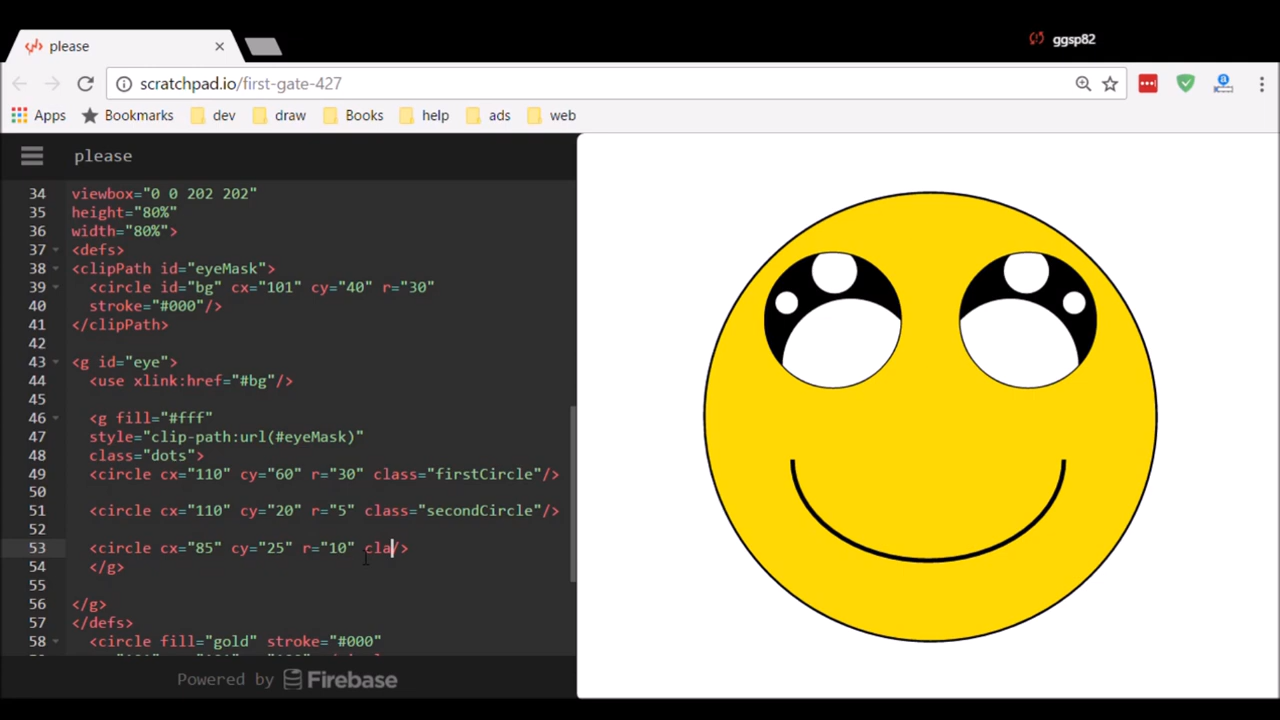 please
ggsp82
scratchpad.io/first-gate-427
Apps Bookmarks dev draw Books help ads web
please
34 viewbox="0 0 202 202"
35 height="80%"
36 width="80%">
37 <defs>
38 <clipPath id="eyeMask">
39 <circle id="bg" cx="101" cy="40" r="30"
40 stroke="#000"/>
41 </clipPath>
42
43 <g id="eye">
44 <use xlink:href="#bg"/>
45
46 <g fill="#fff"
47 style="clip-path:url(#eyeMask)"
48 class="dots">
49 <circle cx="110" cy="60" r="30" class="firstCircle"/>
50
51 <circle cx="110" cy="20" r="5" class="secondCircle"/>
52
53 <circle cx="85" cy="25" r="10" cla/>
54 </g>
55
56 </g>
57 </defs>
58 <circle fill="gold" stroke="#000"
Powered by Firebase